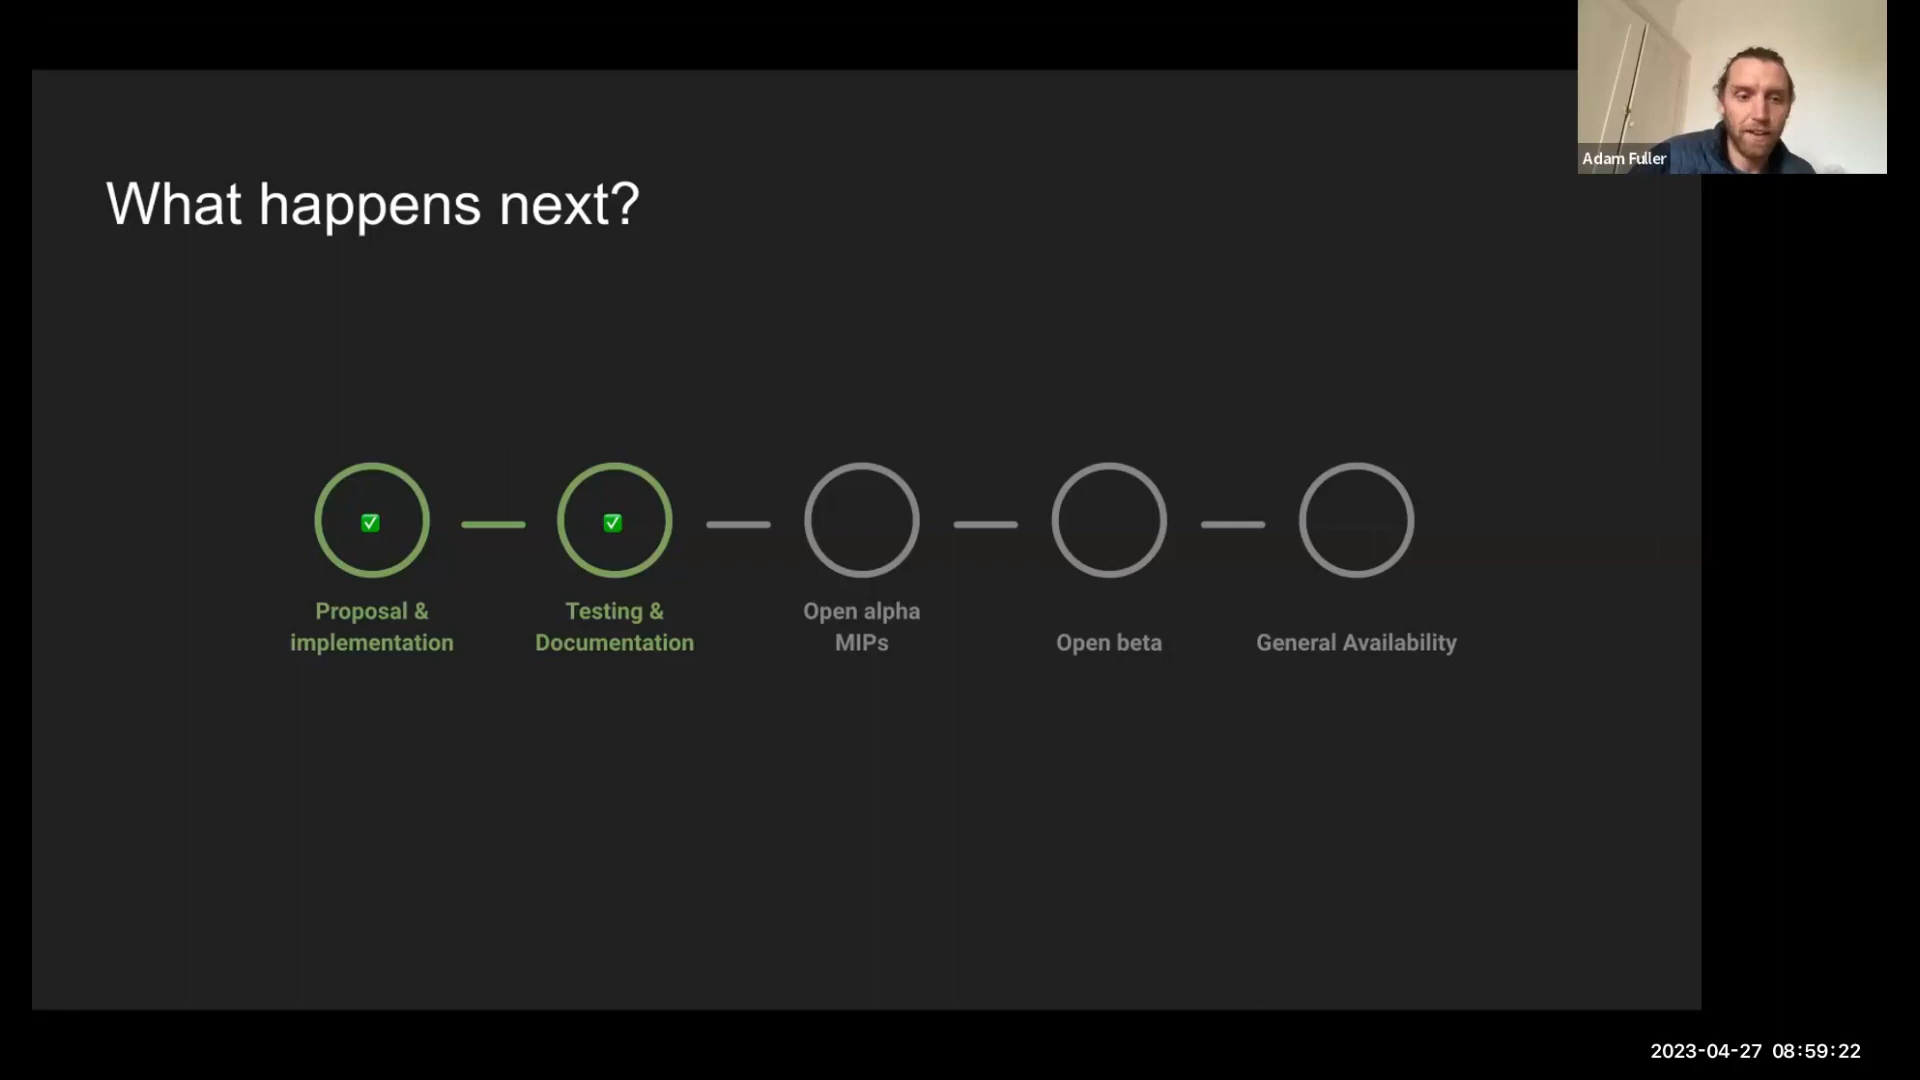 Adam Fuller
What happens next?
Proposal &
implementation
Testing &
Documentation
Open alpha
MIPs
Open beta
General Availability
2023-04-27 08:59:22